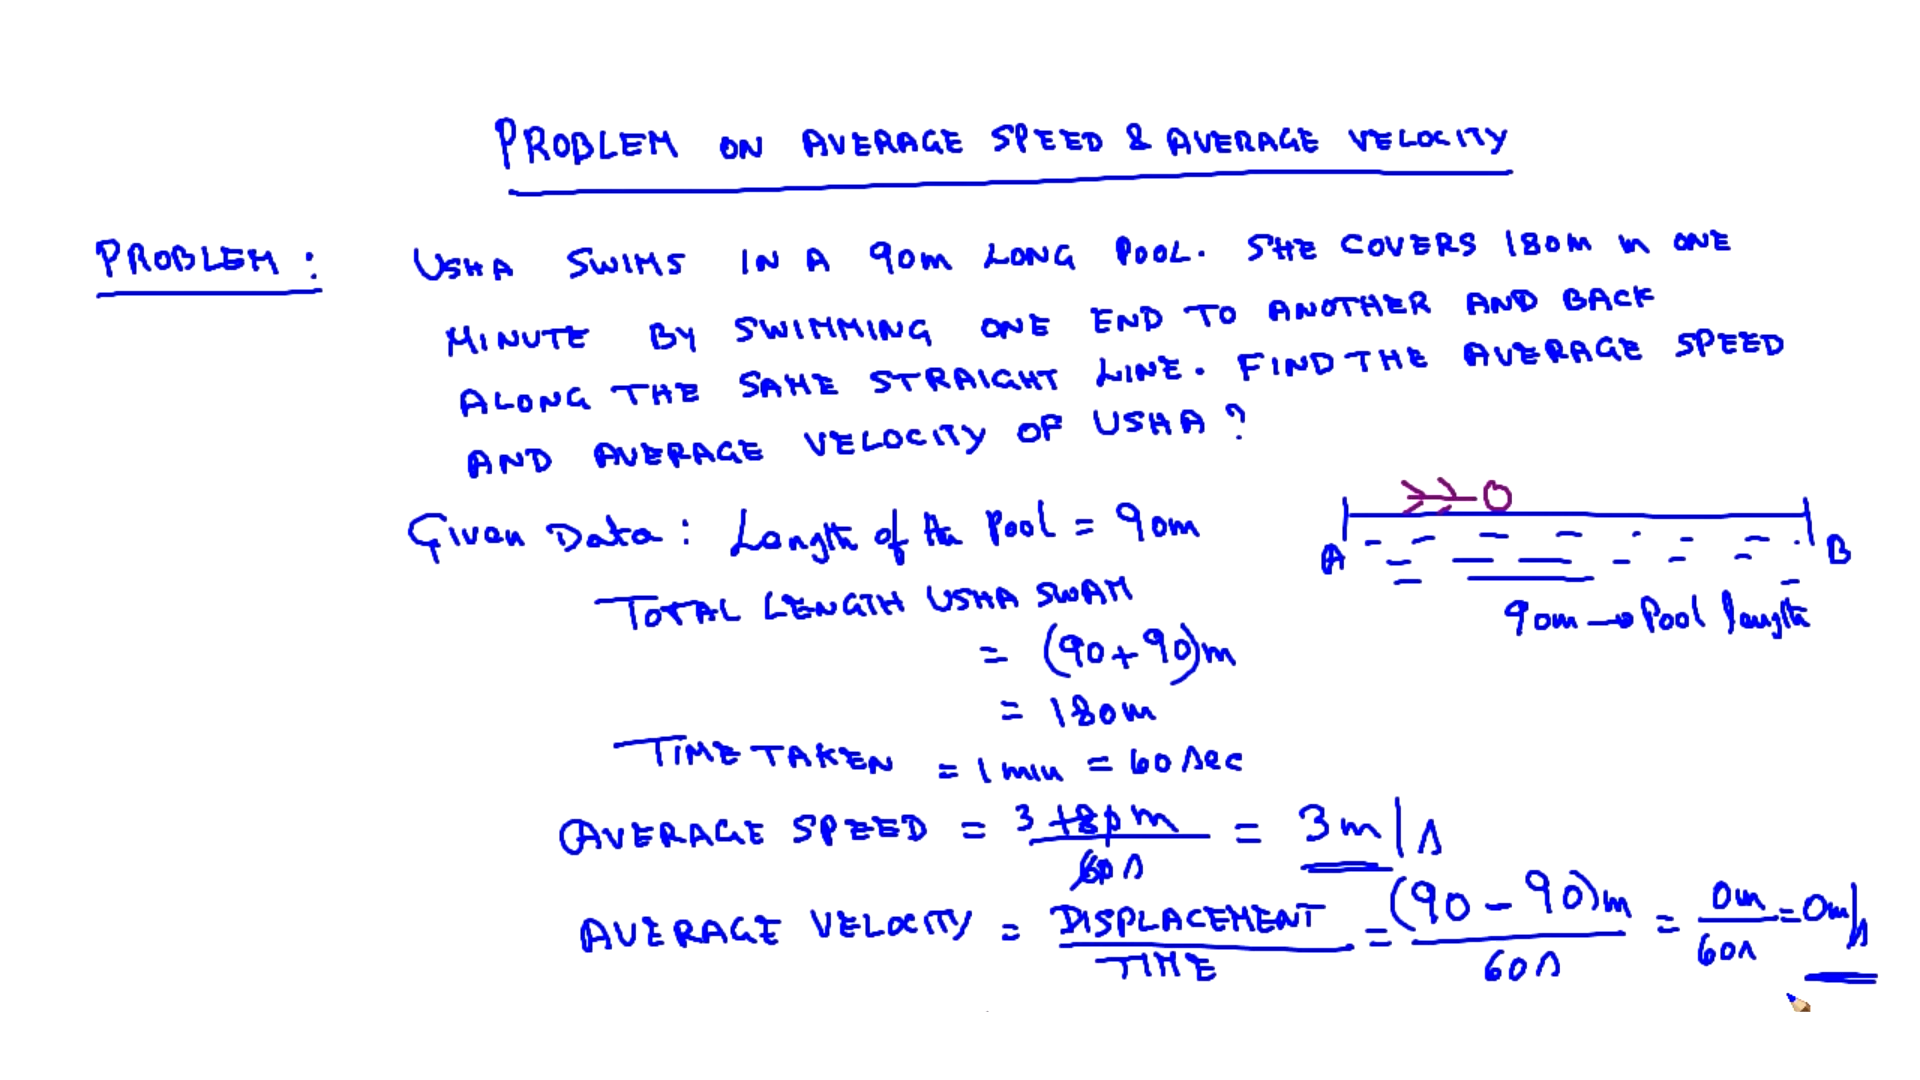 PROBLEM ON AVERAGE SPEED & AVERAGE VELOCITY
PROBLEM : USHA SWIMS IN A 90m LONG POOL. SHE COVERS 180M in ONE
MINUTE BY SWIMMING ONE END TO ANOTHER AND BACK
ALONG THE SAME STRAIGHT LINE. FIND THE AVERAGE SPEED
AND AVERAGE VELOCITY OF USHA ?
Given Data : Length of the Pool = 90m
A B
90m → Pool length
TOTAL LENGTH USHA SWAM
= (90+90)m
= 180m
TIME TAKEN = 1 min = 60 sec
AVERAGE SPEED = 3 180 m / 60 s = 3 m/s
AVERAGE VELOCITY = DISPLACEMENT / TIME = (90 - 90)m / 60 s = 0m / 60s = 0m/s